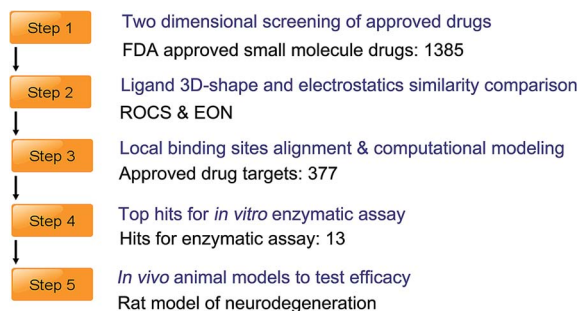 Step 1
Two dimensional screening of approved drugs
FDA approved small molecule drugs: 1385
Step 2
Ligand 3D-shape and electrostatics similarity comparison
ROCS & EON
Step 3
Local binding sites alignment & computational modeling
Approved drug targets: 377
Step 4
Top hits for in vitro enzymatic assay
Hits for enzymatic assay: 13
Step 5
In vivo animal models to test efficacy
Rat model of neurodegeneration